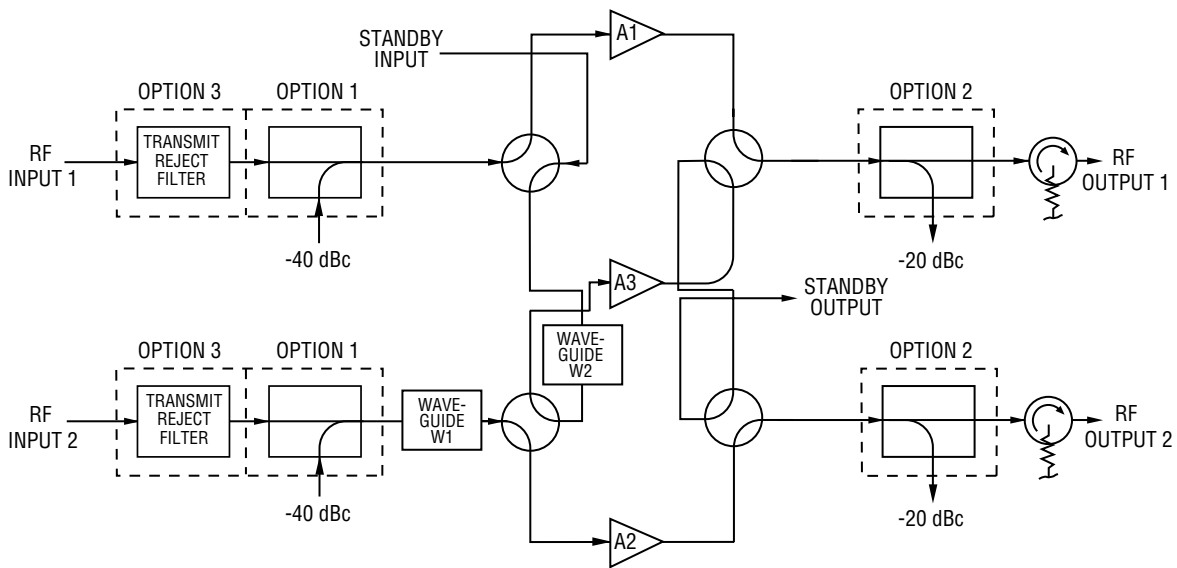 A1
STANDBY
INPUT
OPTION 3
OPTION 1
OPTION 2
TRANSMIT
REJECT
FILTER
RF
INPUT 1
RF
OUTPUT 1
-40 dBc
-20 dBc
A3
STANDBY
OUTPUT
WAVE-
GUIDE
W2
OPTION 3
OPTION 1
OPTION 2
TRANSMIT
REJECT
FILTER
WAVE-
GUIDE
W1
RF
INPUT 2
RF
OUTPUT 2
-40 dBc
-20 dBc
A2